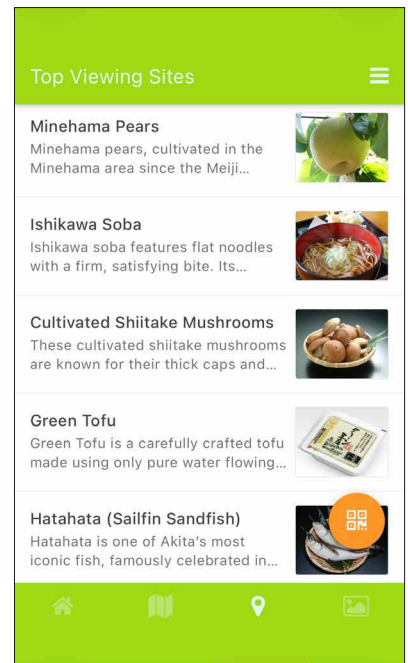 Top Viewing Sites
Minehama Pears
Minehama pears, cultivated in the
Minehama area since the Meiji...
Ishikawa Soba
Ishikawa soba features flat noodles
with a firm, satisfying bite. Its...
Cultivated Shiitake Mushrooms
These cultivated shiitake mushrooms
are known for their thick caps and...
Green Tofu
Green Tofu is a carefully crafted tofu
made using only pure water flowing...
Hatahata (Sailfin Sandfish)
Hatahata is one of Akita's most
iconic fish, famously celebrated in...